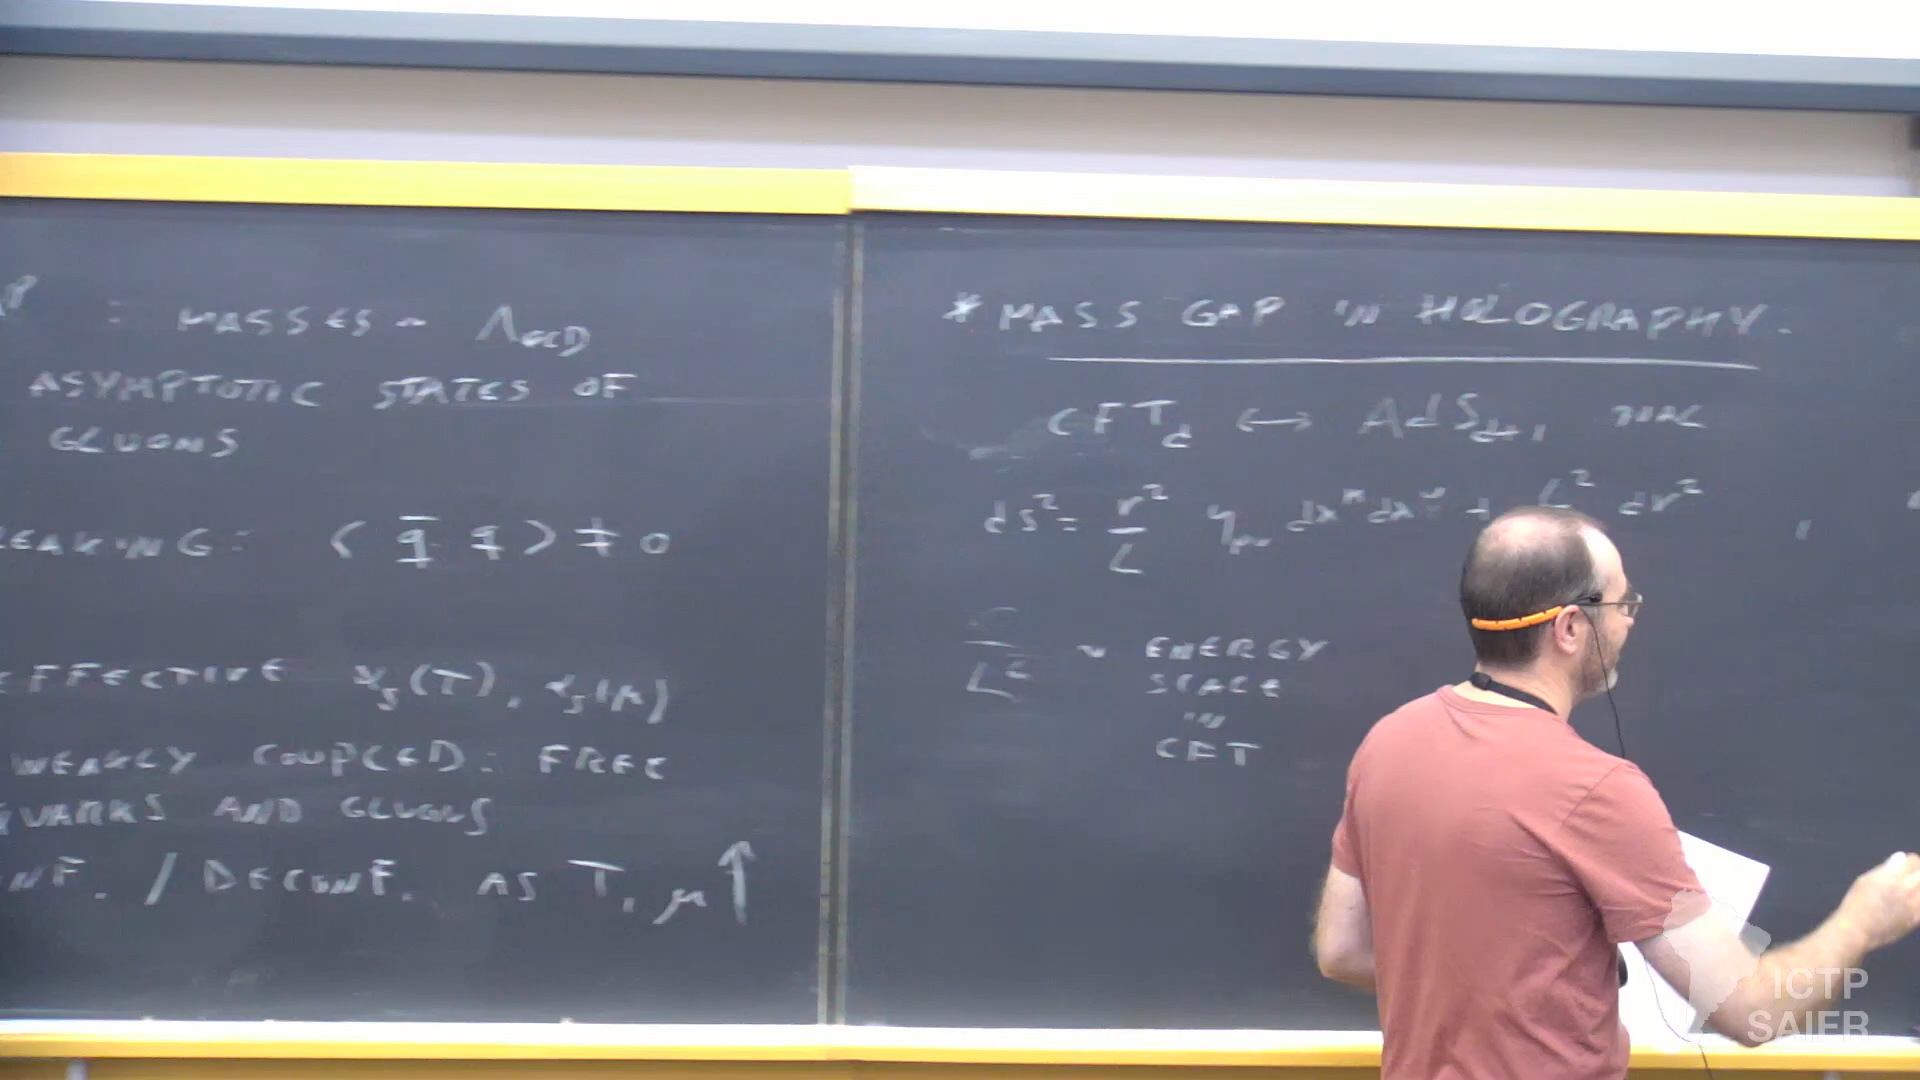 : MASSES ~ Λ_QCD
ASYMPTOTIC STATES OF
GLUONS
EAKING: ⟨ q̄ q ⟩ ≠ 0
EFFECTIVE α_s(T), α_s(μ)
WEAKLY COUPLED: FREE
QUARKS AND GLUONS
NF. / DECONF. AS T, μ ↑
* MASS GAP IN HOLOGRAPHY.
CFT_d ↔ AdS_{d+1}
ds² = r²/L η_μν dx^μ dx^ν + L² dr² ,
~ ENERGY
SCALE
IN
CFT
ICTP
SAIFR